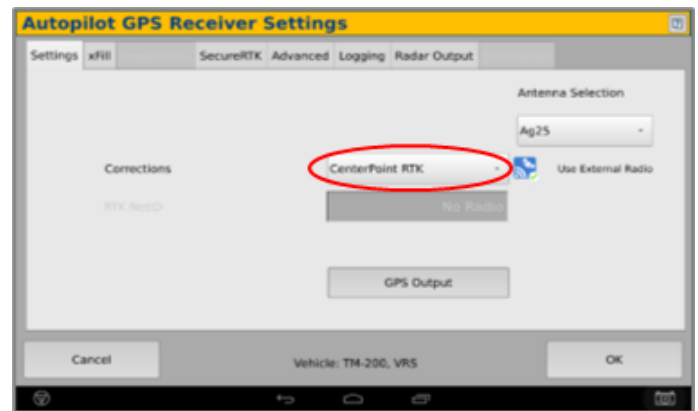 Autopilot GPS Receiver Settings
Settings xFill SecureRTK Advanced Logging Radar Output
Antenna Selection
Ag25
Corrections CenterPoint RTK Use External Radio
RTK NetID No Radio
GPS Output
Cancel Vehicle: TM-200, VRS OK